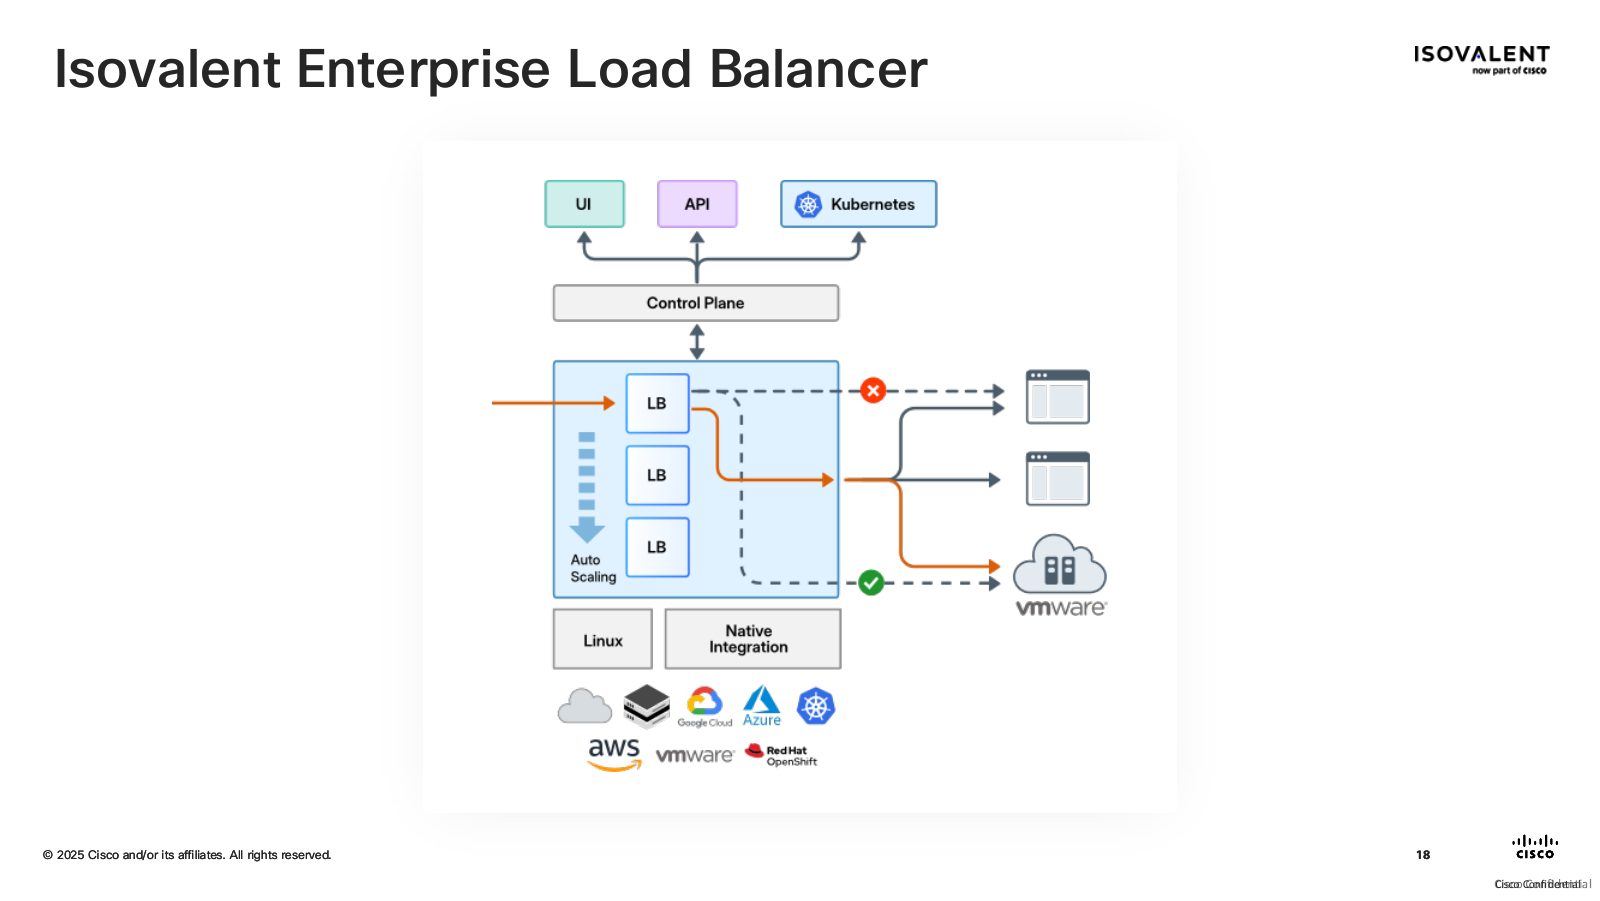 Isovalent Enterprise Load Balancer
ISOVALENT
now part of CISCO
UI
API
Kubernetes
Control Plane
LB
LB
LB
Auto
Scaling
vmware
Linux
Native
Integration
Google Cloud
Azure
aws
vmware
Red Hat
OpenShift
© 2025 Cisco and/or its affiliates. All rights reserved.
18
CISCO
Cisco Confidential